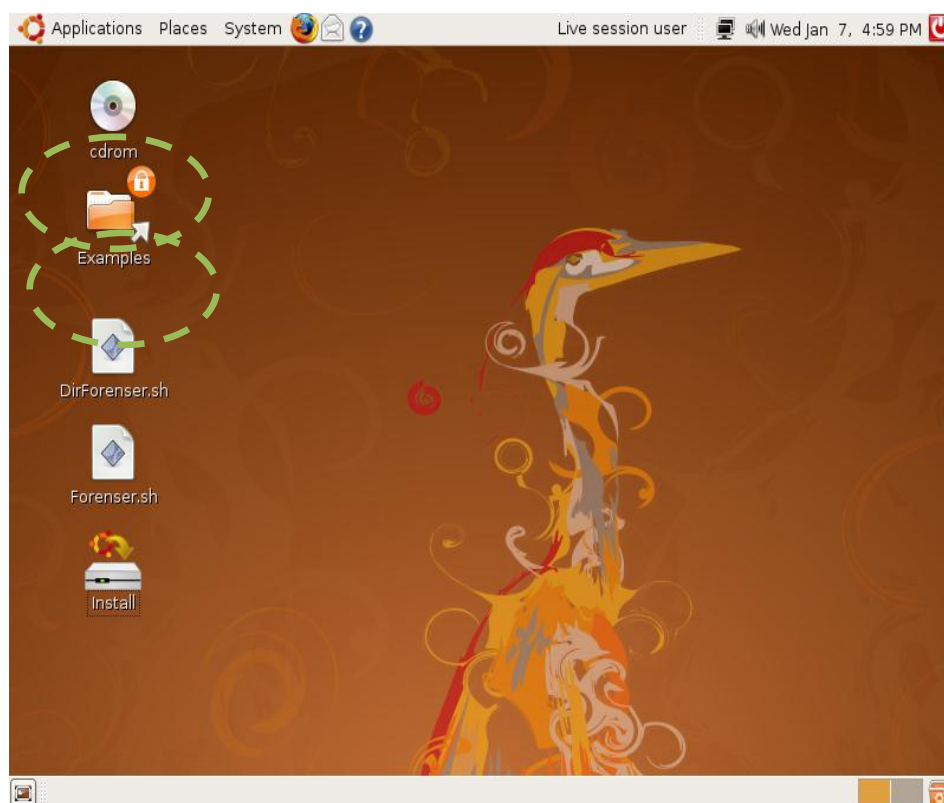 Applications Places System Live session user Wed Jan 7, 4:59 PM
cdrom
Examples
DirForenser.sh
Forenser.sh
Install